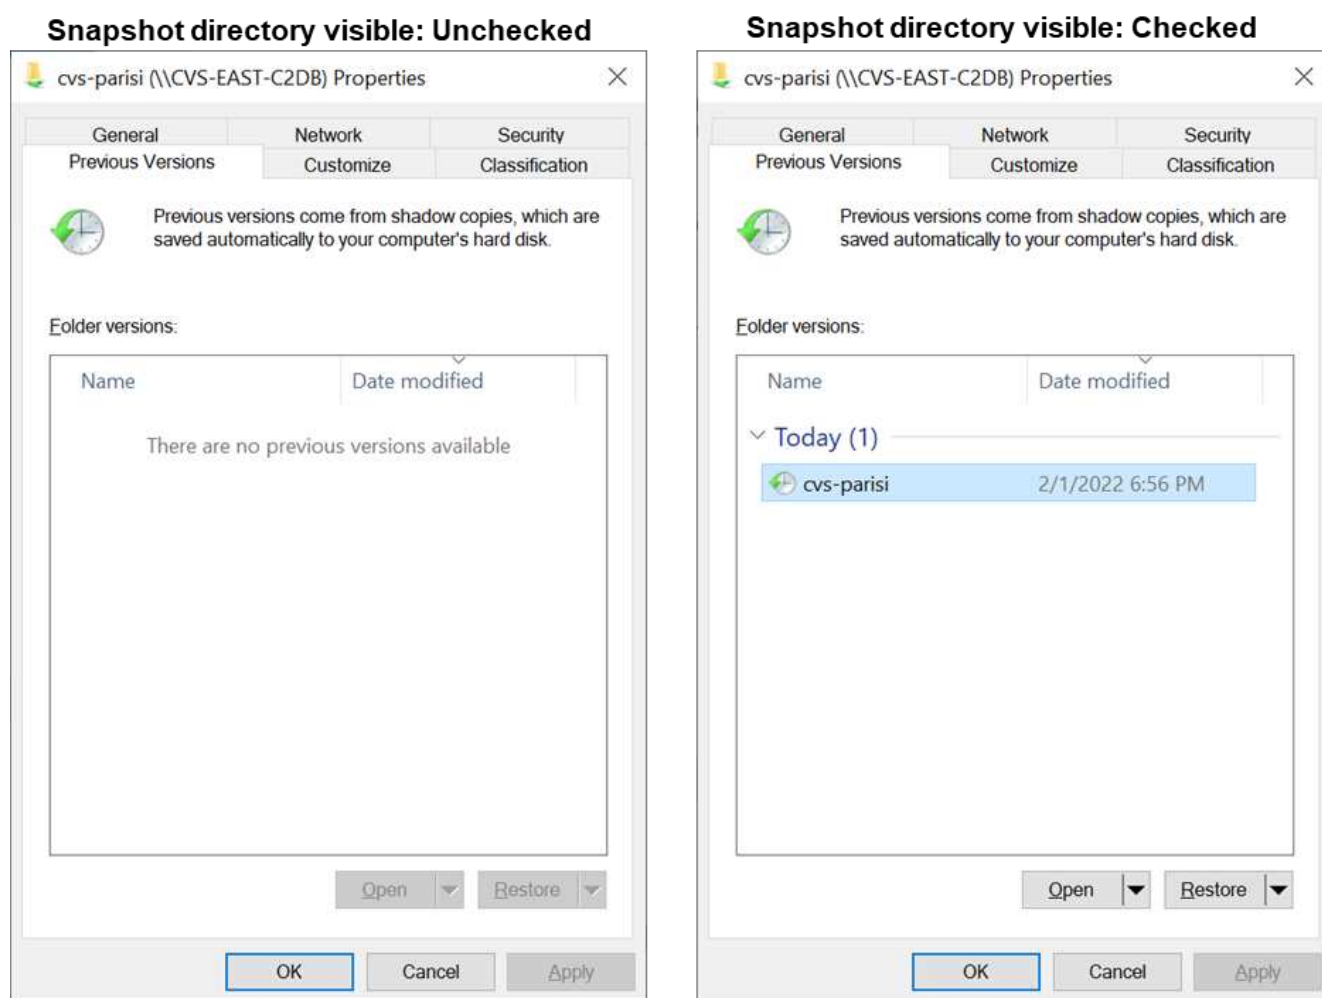 Snapshot directory visible: Unchecked
cvs-parisi (\\CVS-EAST-C2DB) Properties
General Network Security
Previous Versions Customize Classification
Previous versions come from shadow copies, which are
saved automatically to your computer's hard disk.
Folder versions:
Name Date modified
There are no previous versions available
Open Restore
OK Cancel Apply
Snapshot directory visible: Checked
cvs-parisi (\\CVS-EAST-C2DB) Properties
General Network Security
Previous Versions Customize Classification
Previous versions come from shadow copies, which are
saved automatically to your computer's hard disk.
Folder versions:
Name Date modified
Today (1)
cvs-parisi 2/1/2022 6:56 PM
Open Restore
OK Cancel Apply